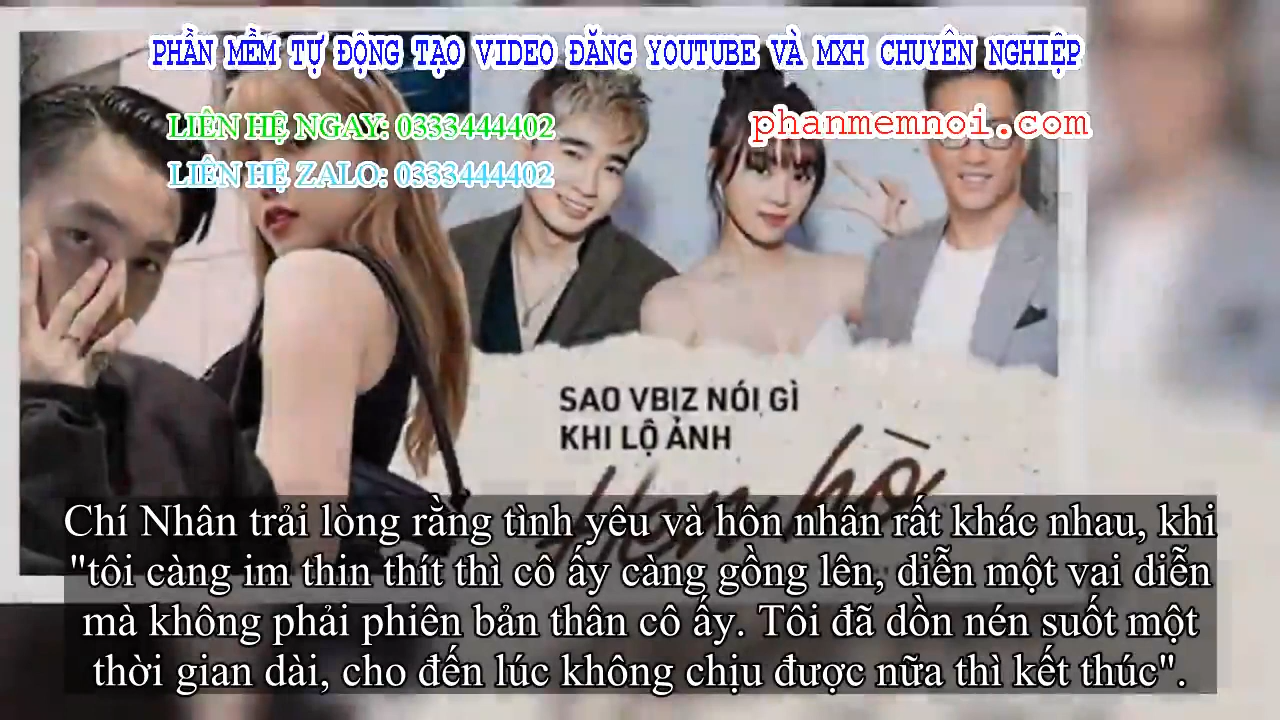 PHẦN MỀM TỰ ĐỘNG TẠO VIDEO ĐĂNG YOUTUBE VÀ MXH CHUYÊN NGHIỆP
LIÊN HỆ NGAY: 0333444402
phanmemnoi.com
LIÊN HỆ ZALO: 0333444402
SAO VBIZ NÓI GÌ
KHI LỘ ẢNH
Hẹn hò
Chí Nhân trải lòng rằng tình yêu và hôn nhân rất khác nhau, khi
"tôi càng im thin thít thì cô ấy càng gồng lên, diễn một vai diễn
mà không phải phiên bản thân cô ấy. Tôi đã dồn nén suốt một
thời gian dài, cho đến lúc không chịu được nữa thì kết thúc".